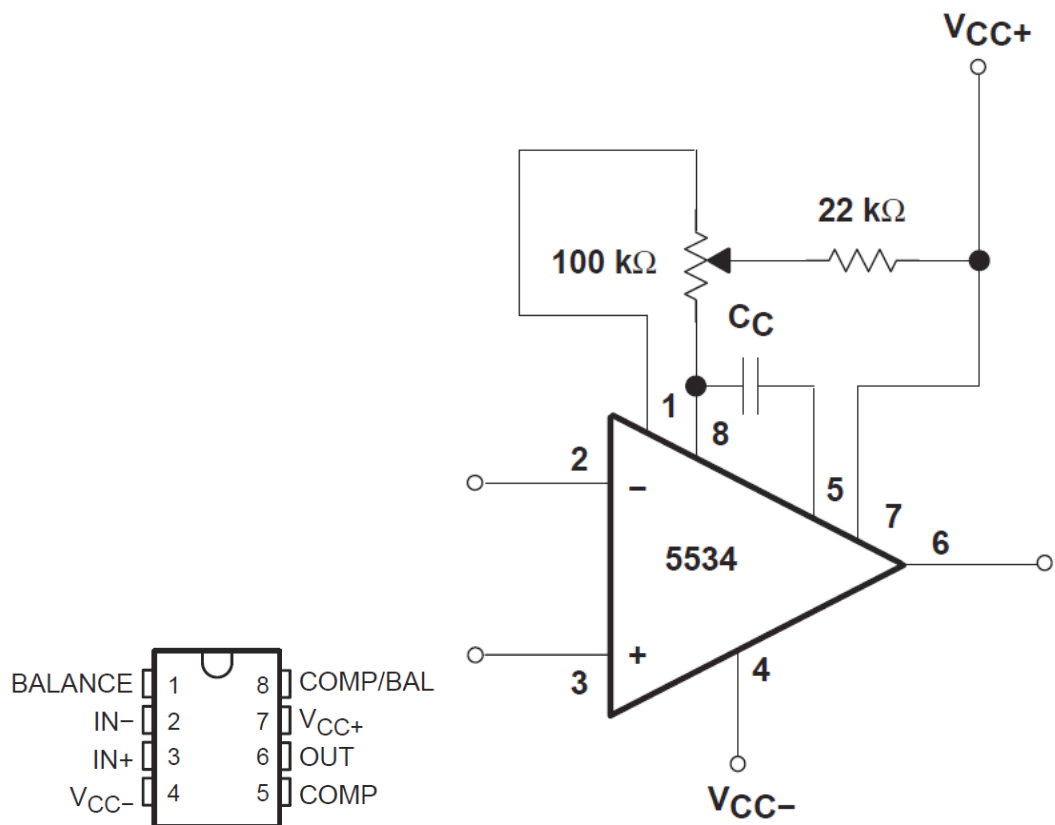 VCC+
22 kΩ
100 kΩ
CC
1
8
2
5
−
7
6
5534
+
3
4
VCC−
BALANCE 1 8 COMP/BAL
IN− 2 7 VCC+
IN+ 3 6 OUT
VCC− 4 5 COMP